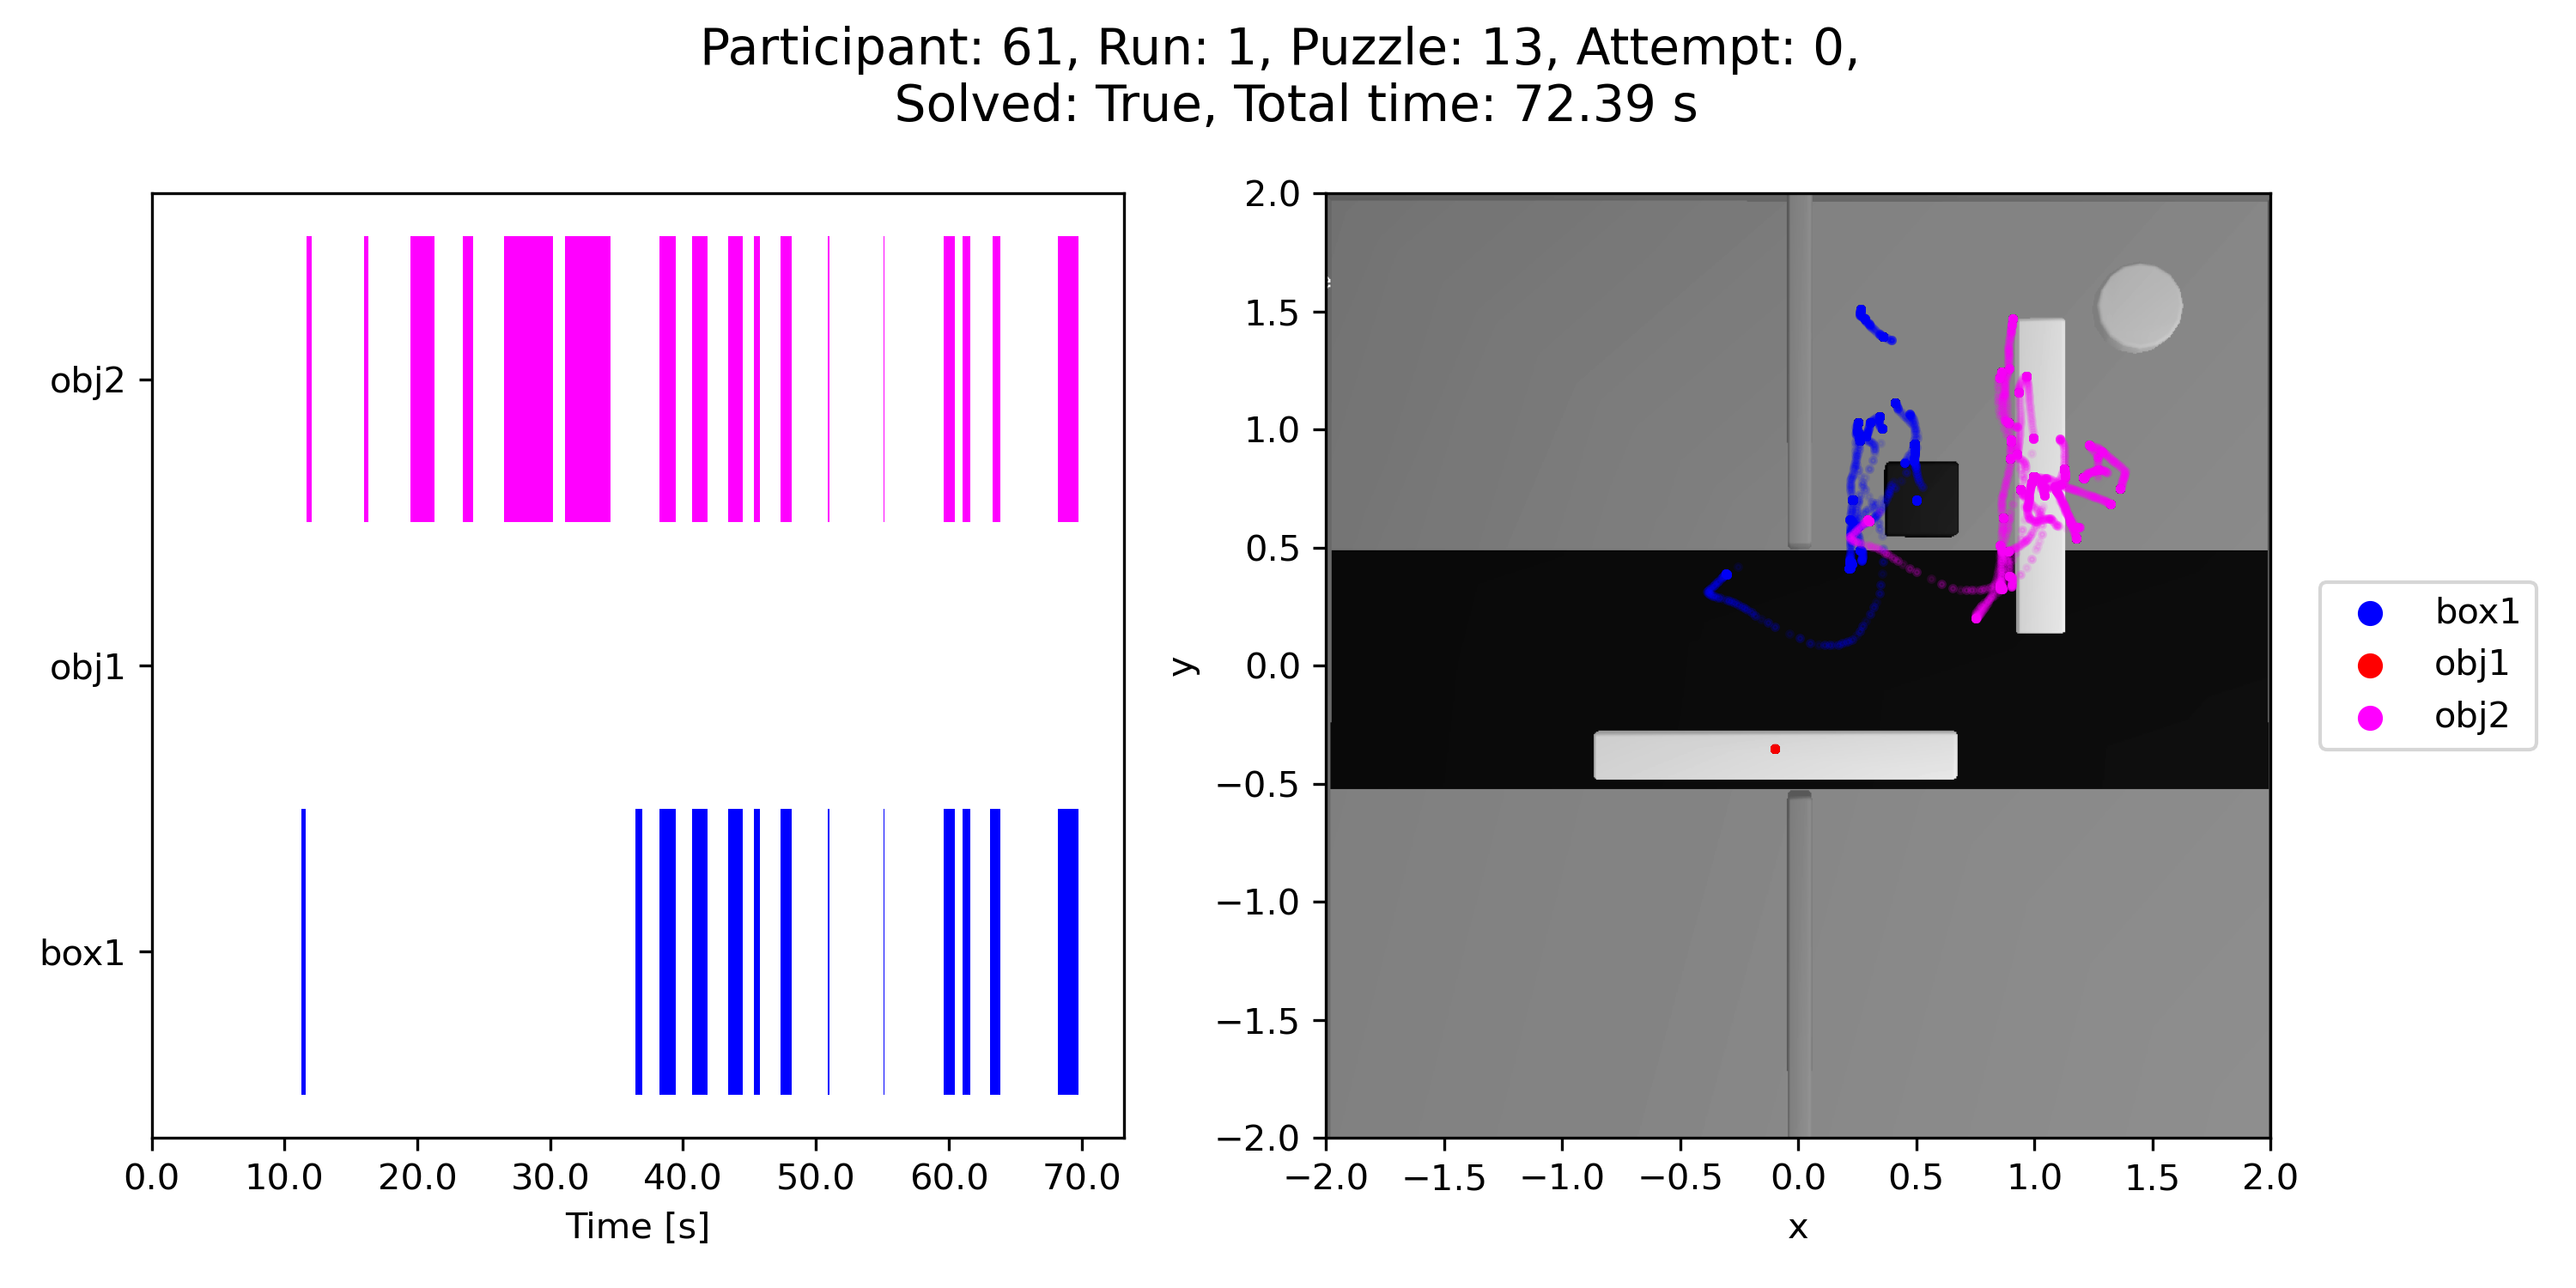 Participant: 61, Run: 1, Puzzle: 13, Attempt: 0,
Solved: True, Total time: 72.39 s
obj2
obj1
box1
0.0 10.0 20.0 30.0 40.0 50.0 60.0 70.0
Time [s]
2.0
1.5
1.0
0.5
0.0
−0.5
−1.0
−1.5
−2.0
y
−2.0 −1.5 −1.0 −0.5 0.0 0.5 1.0 1.5 2.0
x
box1
obj1
obj2